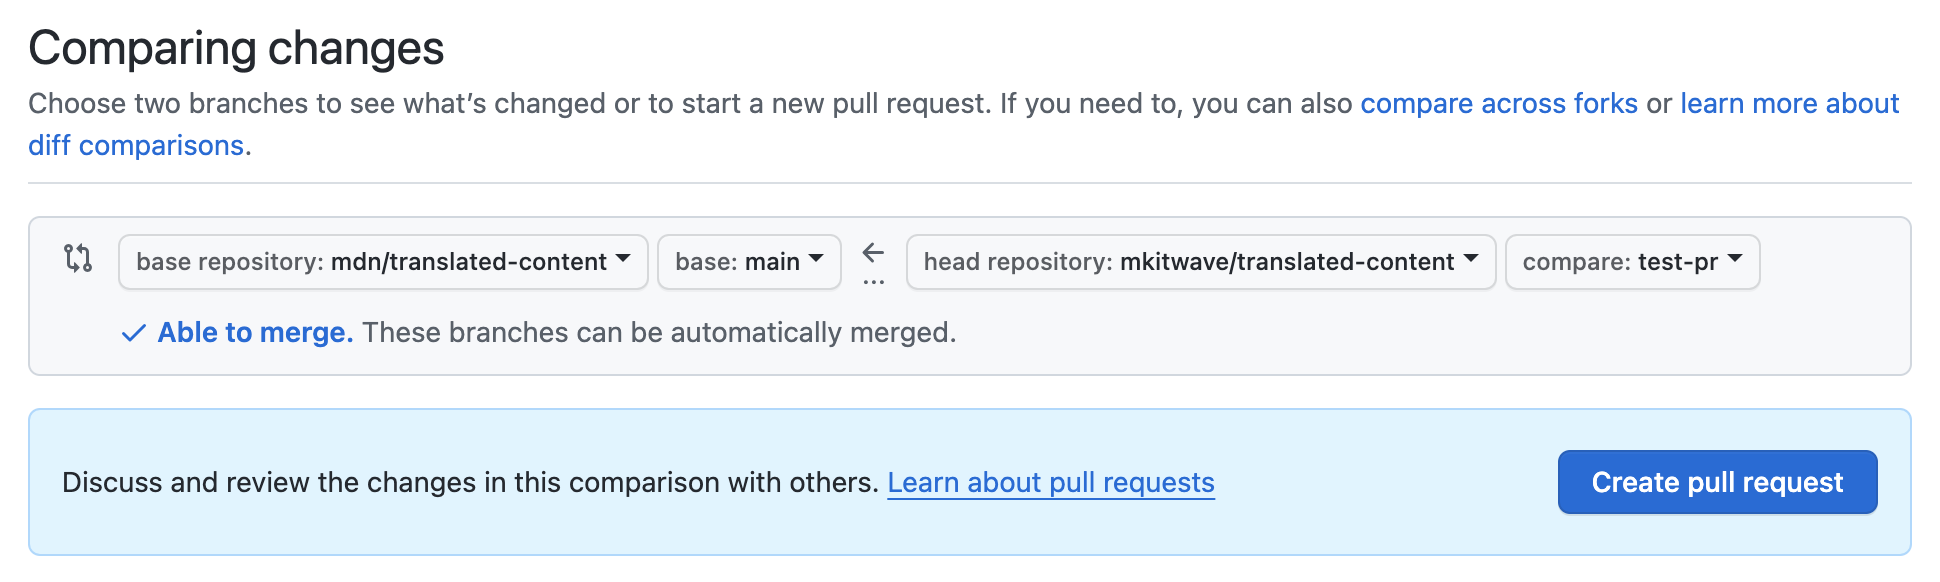 Comparing changes
Choose two branches to see what’s changed or to start a new pull request. If you need to, you can also compare across forks or learn more about
diff comparisons.
base repository: mdn/translated-content base: main ← ... head repository: mkitwave/translated-content compare: test-pr
Able to merge. These branches can be automatically merged.
Discuss and review the changes in this comparison with others. Learn about pull requests Create pull request